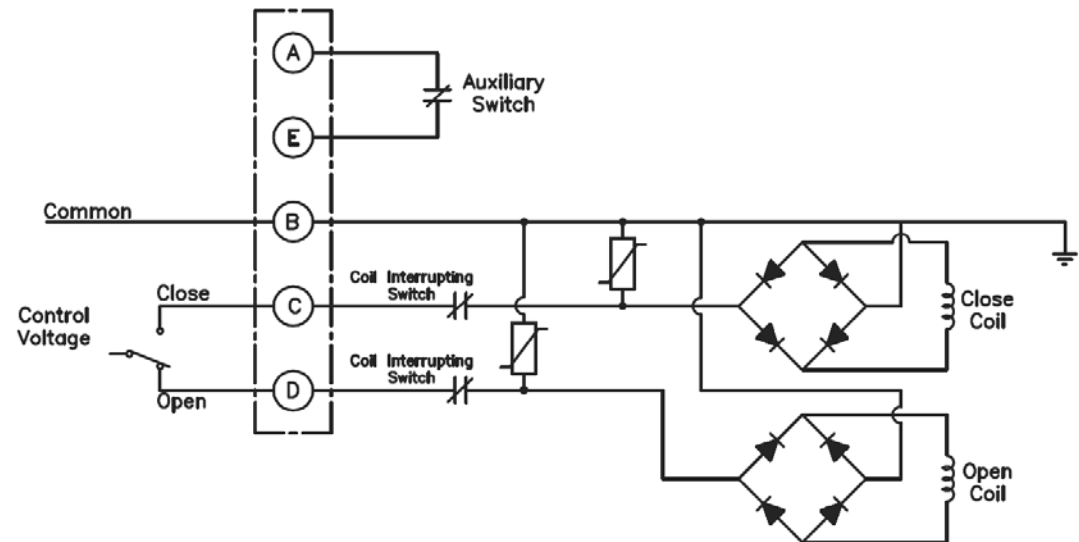 A
Auxiliary
Switch
E
Common
B
Coil Interrupting
Switch
Close
C
Control
Voltage
Close
Coil
Coil Interrupting
Switch
Open
D
Open
Coil